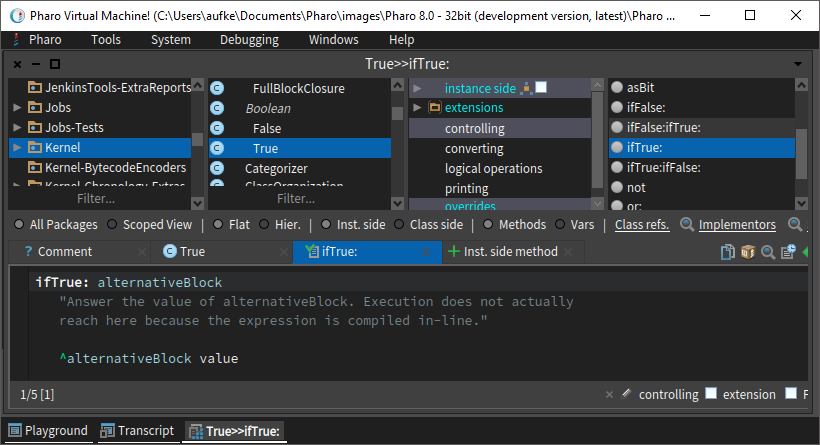 Pharo Virtual Machine! (C:\Users\aufke\Documents\Pharo\images\Pharo 8.0 - 32bit (development version, latest)\Pharo ...
Pharo Tools System Debugging Windows Help
True>>ifTrue:
JenkinsTools-ExtraReports
Jobs
Jobs-Tests
Kernel
Kernel-BytecodeEncoders
Kernel-Chronology-Extras
Filter...
FullBlockClosure
Boolean
False
True
Categorizer
ClassOrganization
Filter...
instance side
extensions
controlling
converting
logical operations
printing
overrides
asBit
ifFalse:
ifFalse:ifTrue:
ifTrue:
ifTrue:ifFalse:
not
or:
All Packages Scoped View | Flat Hier. | Inst. side Class side | Methods Vars | Class refs. Implementors
? Comment True ifTrue: + Inst. side method
ifTrue: alternativeBlock
"Answer the value of alternativeBlock. Execution does not actually
reach here because the expression is compiled in-line."
^alternativeBlock value
1/5 [1] controlling extension F
Playground Transcript True>>ifTrue: